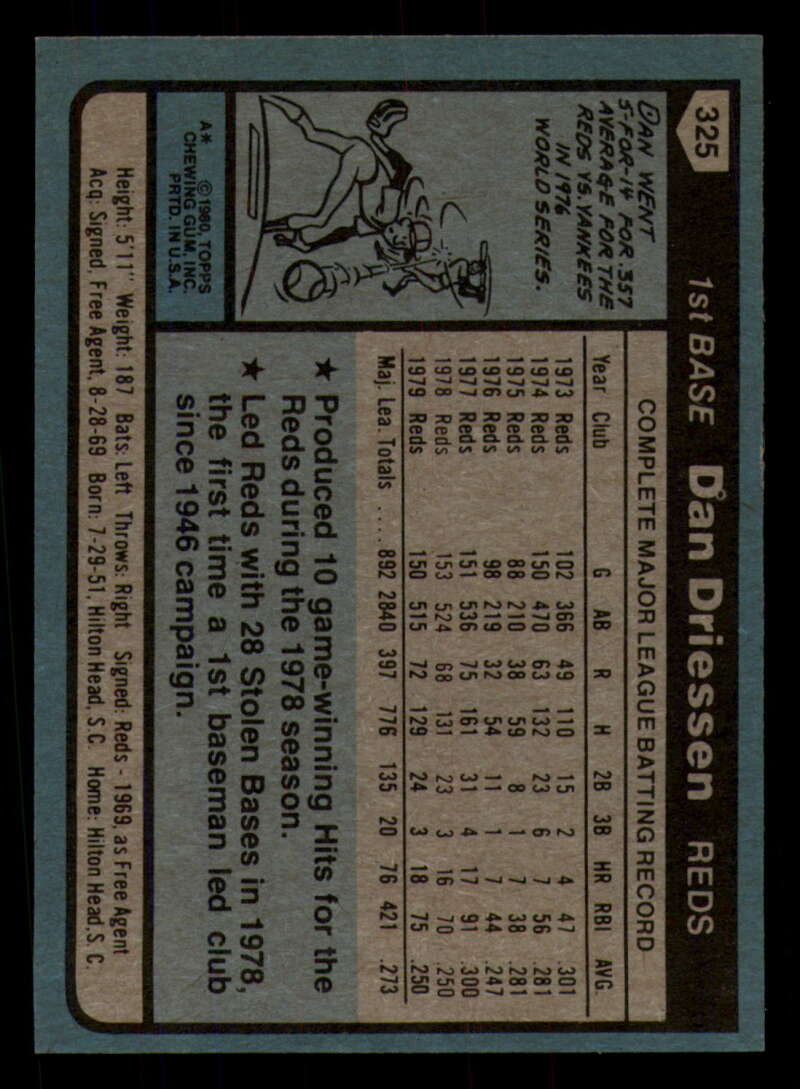 325 1st BASE Dan Driessen REDS
DAN WENT
5-FOR-14 FOR .357
AVERAGE FOR THE
REDS VS. YANKEES
IN 1976
WORLD SERIES.
A* © 1980, TOPPS
CHEWING GUM, INC.
PRTD. IN U.S.A.
COMPLETE MAJOR LEAGUE BATTING RECORD
Year Club G AB R H 2B 3B HR RBI AVG.
1973 Reds 102 366 49 110 15 2 4 47 .301
1974 Reds 150 470 63 132 23 6 7 56 .281
1975 Reds 88 210 38 59 8 1 7 38 .281
1976 Reds 98 219 32 54 11 1 7 44 .247
1977 Reds 151 536 75 161 31 4 17 91 .300
1978 Reds 153 524 68 131 23 3 16 70 .250
1979 Reds 150 515 72 129 24 3 18 75 .250
Maj. Lea. Totals .... 892 2840 397 776 135 20 76 421 .273
★ Produced 10 game-winning Hits for the
Reds during the 1978 season.
★ Led Reds with 28 Stolen Bases in 1978,
the first time a 1st baseman led club
since 1946 campaign.
Height: 5'11" Weight: 187 Bats: Left Throws: Right Signed: Reds - 1969, as Free Agent
Acq: Signed, Free Agent, 8-28-69 Born: 7-29-51, Hilton Head, S.C. Home: Hilton Head, S. C.